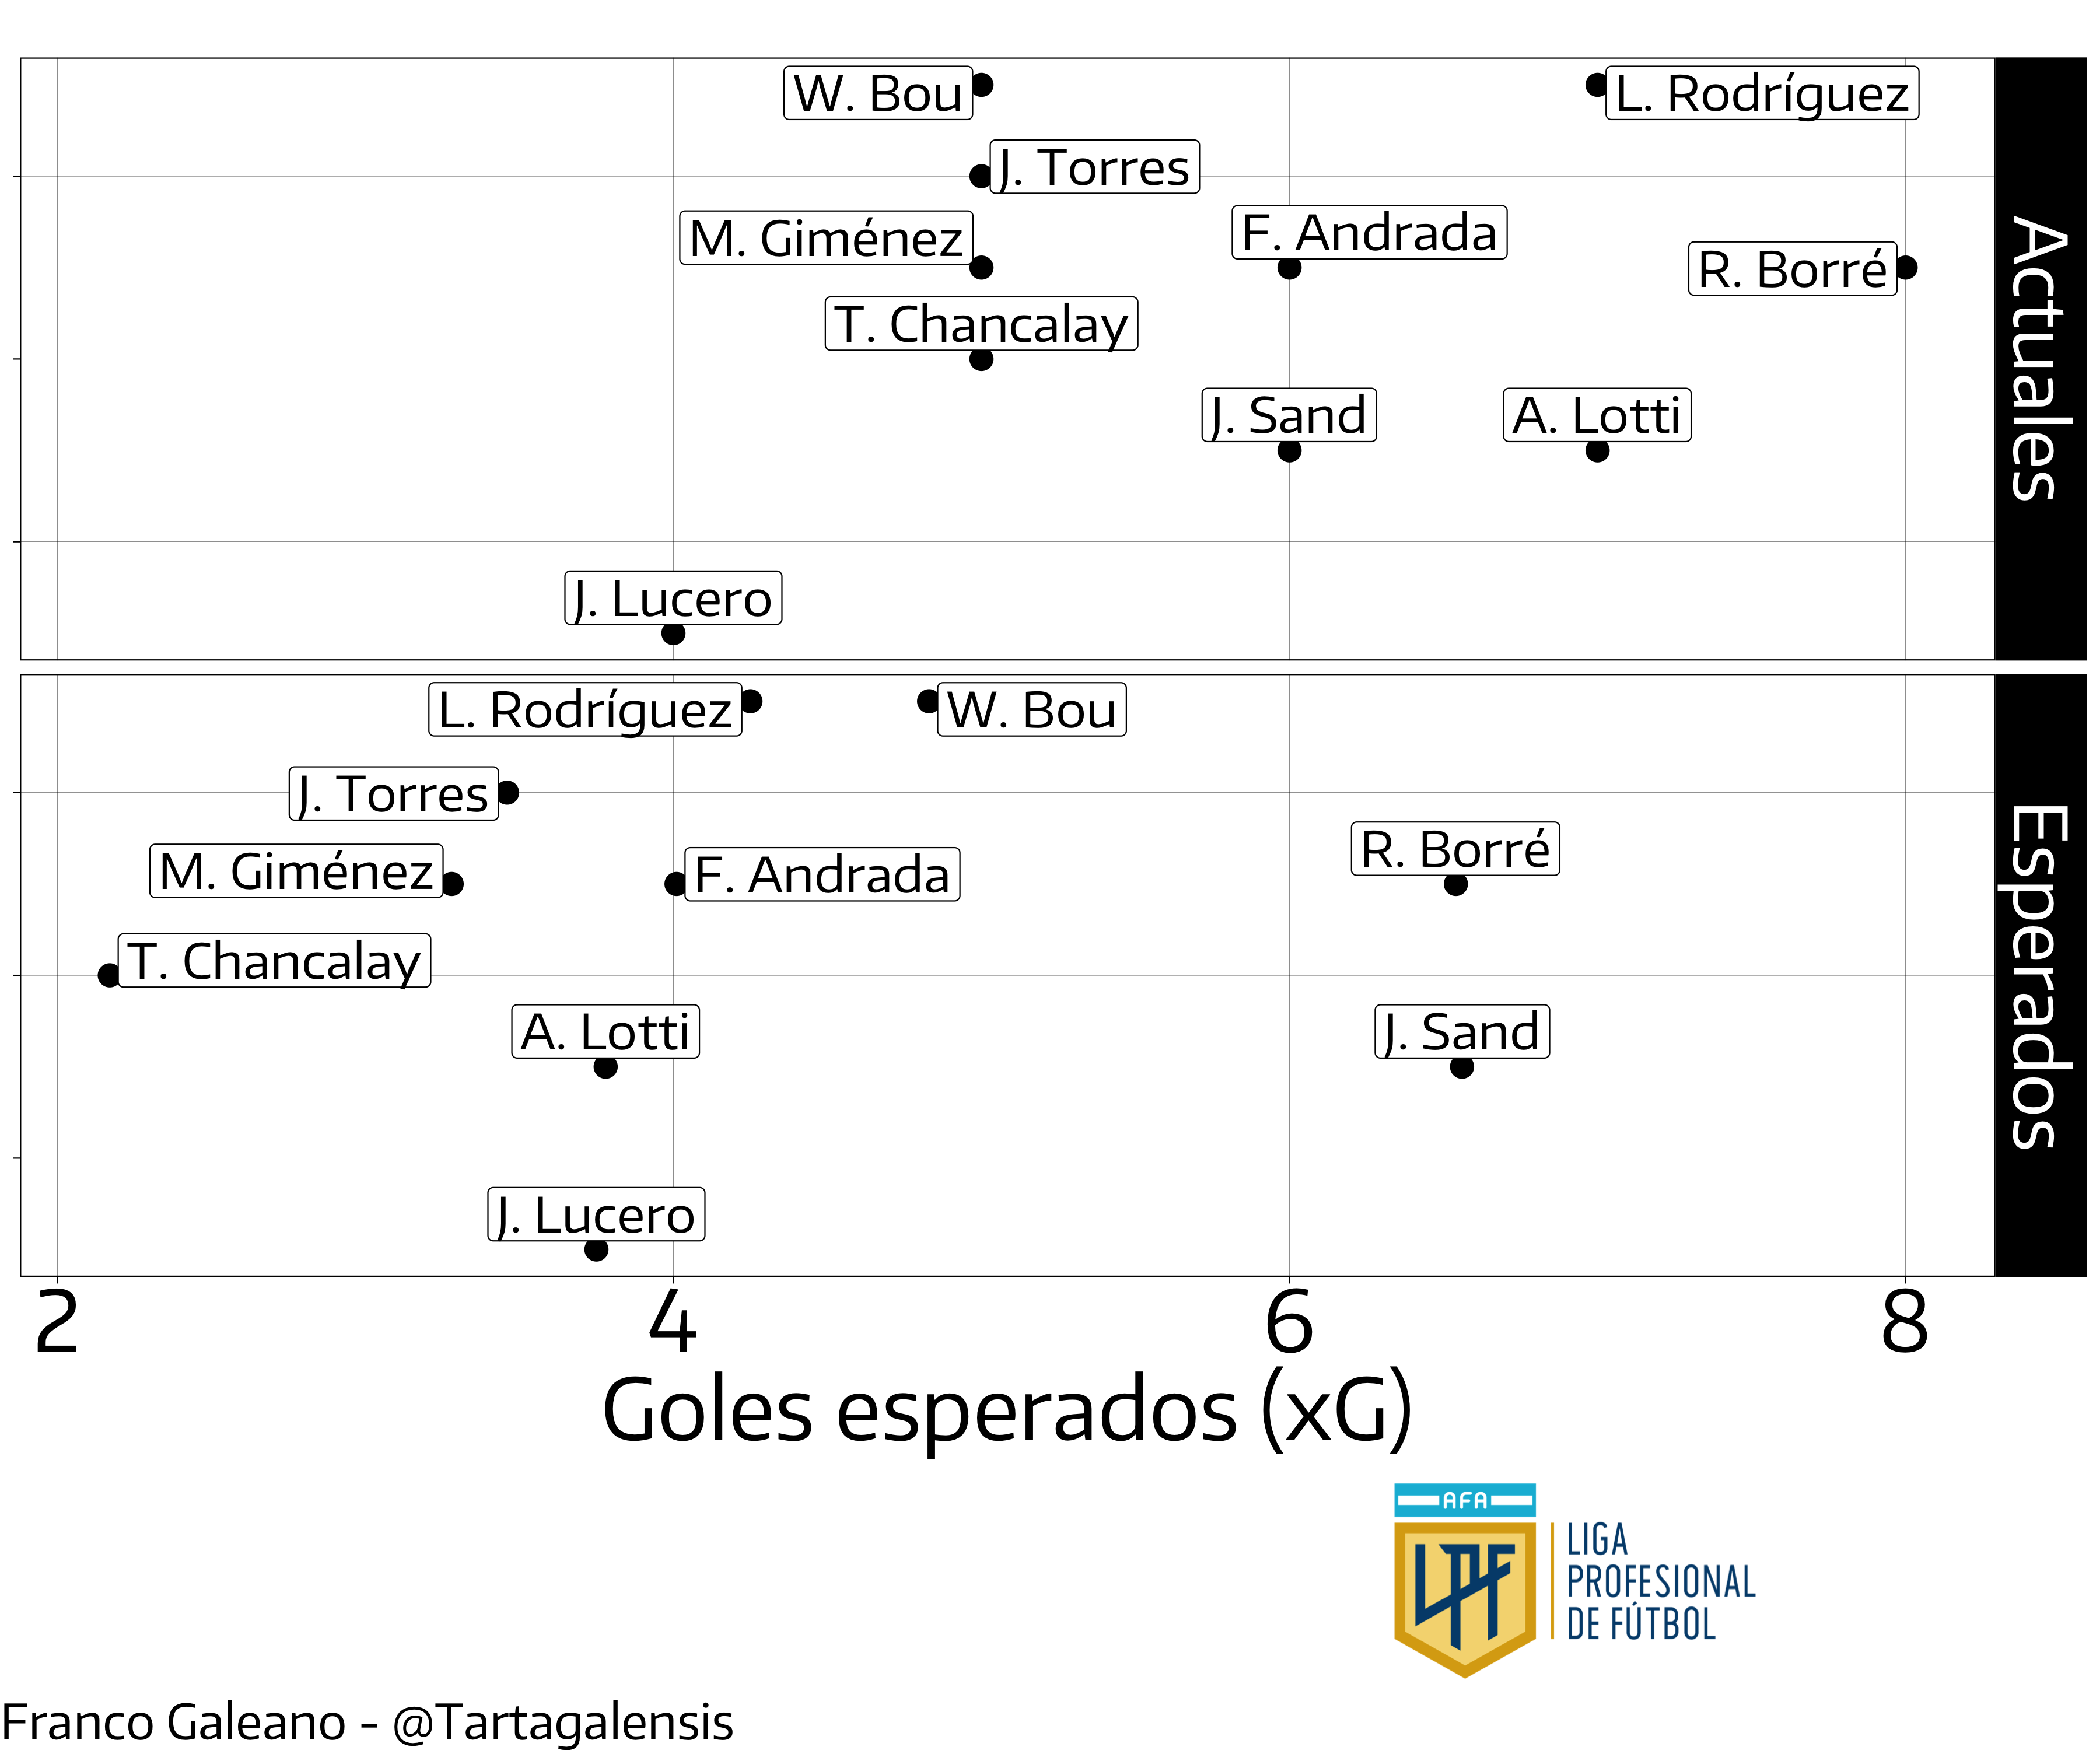 W. Bou
L. Rodríguez
J. Torres
M. Giménez
F. Andrada
R. Borré
T. Chancalay
J. Sand
A. Lotti
J. Lucero
Actuales
L. Rodríguez
W. Bou
J. Torres
R. Borré
M. Giménez
F. Andrada
T. Chancalay
A. Lotti
J. Sand
J. Lucero
Esperados
2 4 6 8
Goles esperados (xG)
AFA
LPF
LIGA
PROFESIONAL
DE FÚTBOL
Franco Galeano - @Tartagalensis